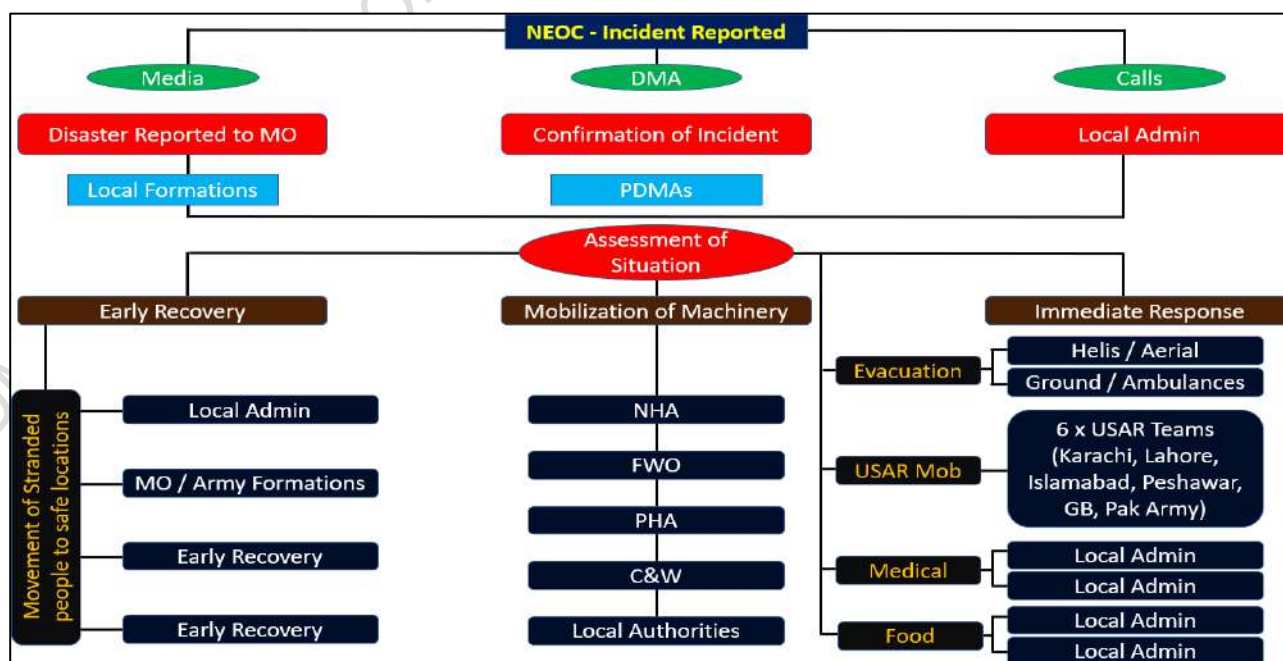 NEOC - Incident Reported
Media
DMA
Calls
Disaster Reported to MO
Confirmation of Incident
Local Admin
Local Formations
PDMAs
Assessment of
Situation
Early Recovery
Mobilization of Machinery
Immediate Response
Movement of Stranded
people to safe locations
Local Admin
MO / Army Formations
Early Recovery
Early Recovery
NHA
FWO
PHA
C&W
Local Authorities
Evacuation
Helis / Aerial
Ground / Ambulances
USAR Mob
6 x USAR Teams
(Karachi, Lahore,
Islamabad, Peshawar,
GB, Pak Army)
Medical
Local Admin
Local Admin
Food
Local Admin
Local Admin